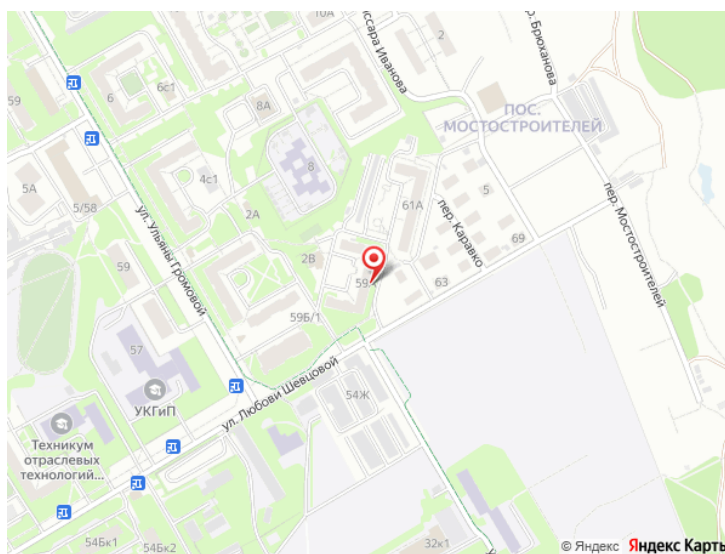 10А
2
ссара Иванова
р. Брюханова
59
6
6с1
8А
ПОС.
МОСТОСТРОИТЕЛЕЙ
8
4с1
5А
5/58
2А
61А
5
пер. Каравко
пер. Мостостроителей
ул. Ульяны Громовой
69
59
2В
59А
63
59Б/1
57
УКГиП
54Ж
ул. Любови Шевцовой
Техникум
отраслевых
технологий...
54Бк1
54Бк2
32к1
© Яндекс Яндекс Карты